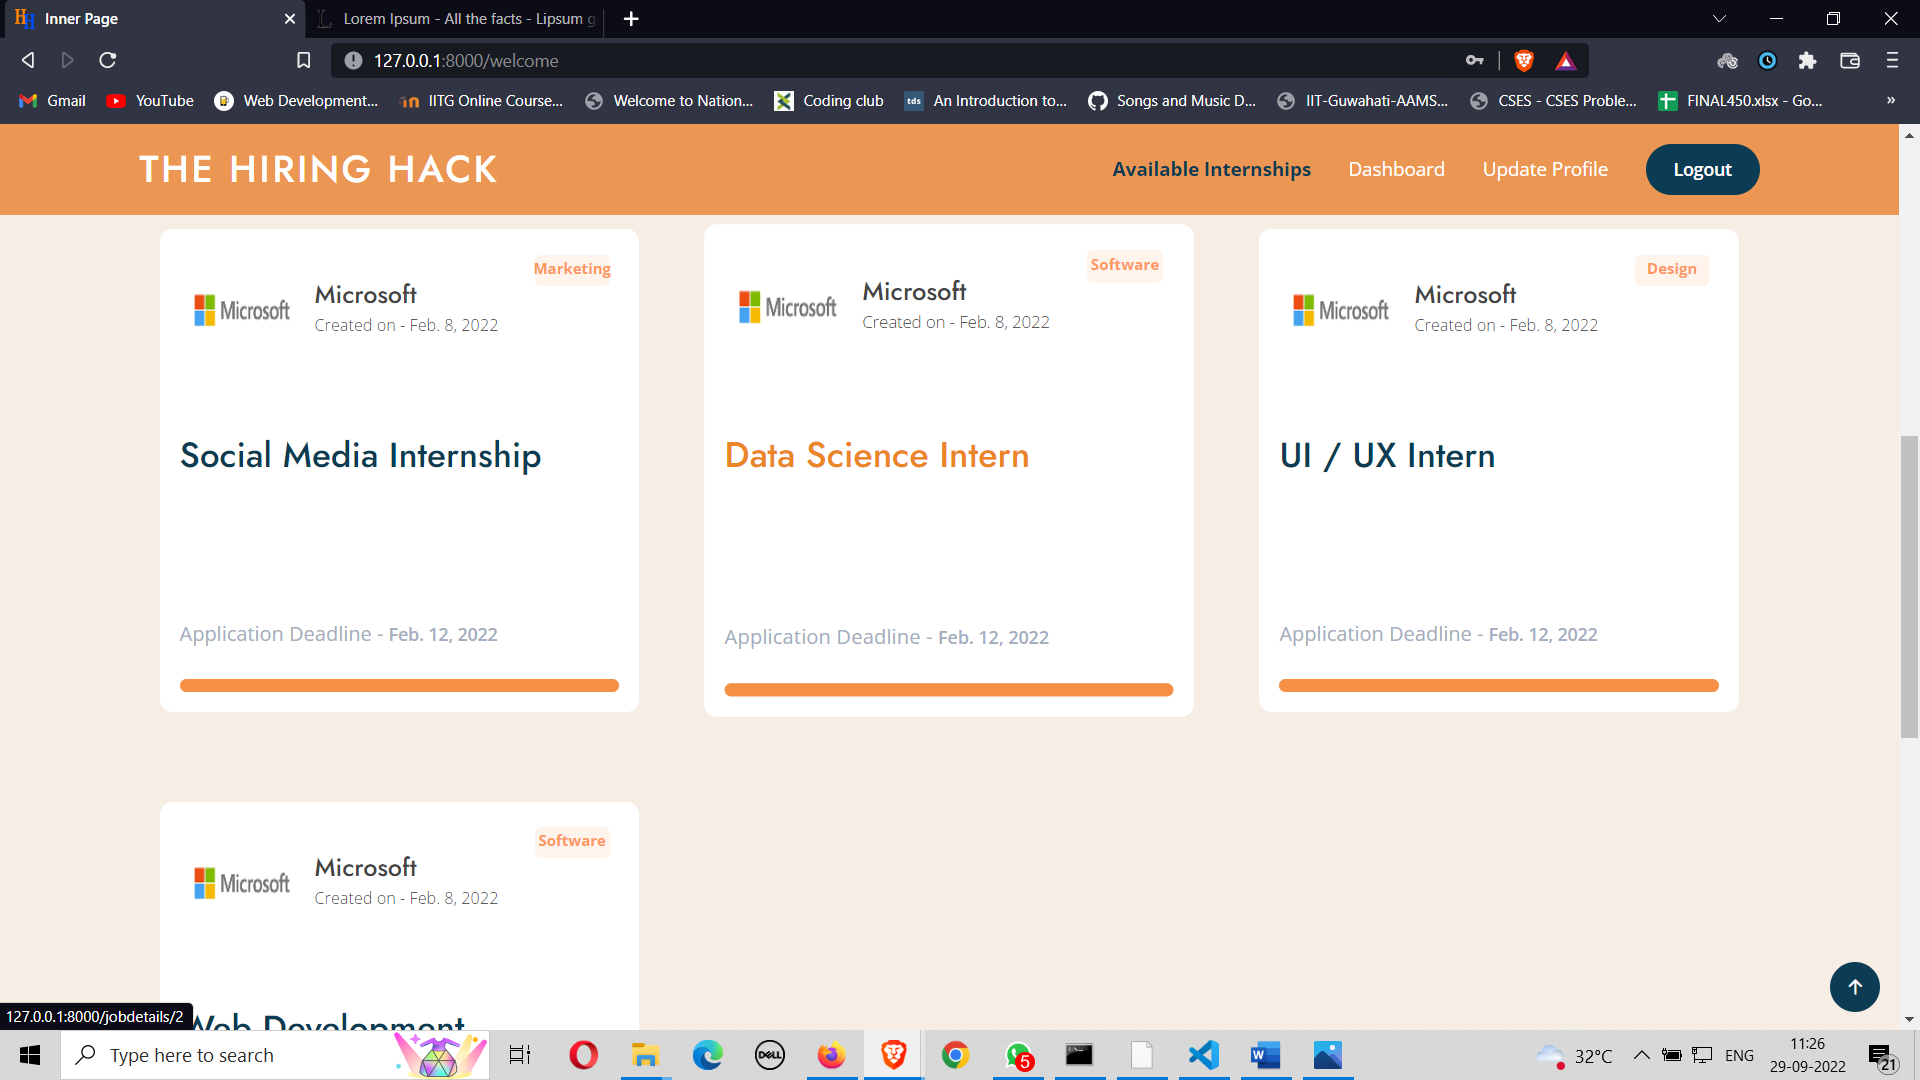 Inner Page
Lorem Ipsum - All the facts - Lipsum g
127.0.0.1:8000/welcome
Gmail
YouTube
Web Development...
IITG Online Course...
Welcome to Nation...
Coding club
tds
An Introduction to...
Songs and Music D...
IIT-Guwahati-AAMS...
CSES - CSES Proble...
FINAL450.xlsx - Go...
»
THE HIRING HACK
Available Internships
Dashboard
Update Profile
Logout
Marketing
Microsoft
Microsoft
Created on - Feb. 8, 2022
Social Media Internship
Application Deadline - Feb. 12, 2022
Software
Microsoft
Microsoft
Created on - Feb. 8, 2022
Data Science Intern
Application Deadline - Feb. 12, 2022
Design
Microsoft
Microsoft
Created on - Feb. 8, 2022
UI / UX Intern
Application Deadline - Feb. 12, 2022
Software
Microsoft
Microsoft
Created on - Feb. 8, 2022
Web Development
127.0.0.1:8000/jobdetails/2
Type here to search
DELL
5
W
32°C
ENG
11:26
29-09-2022
21